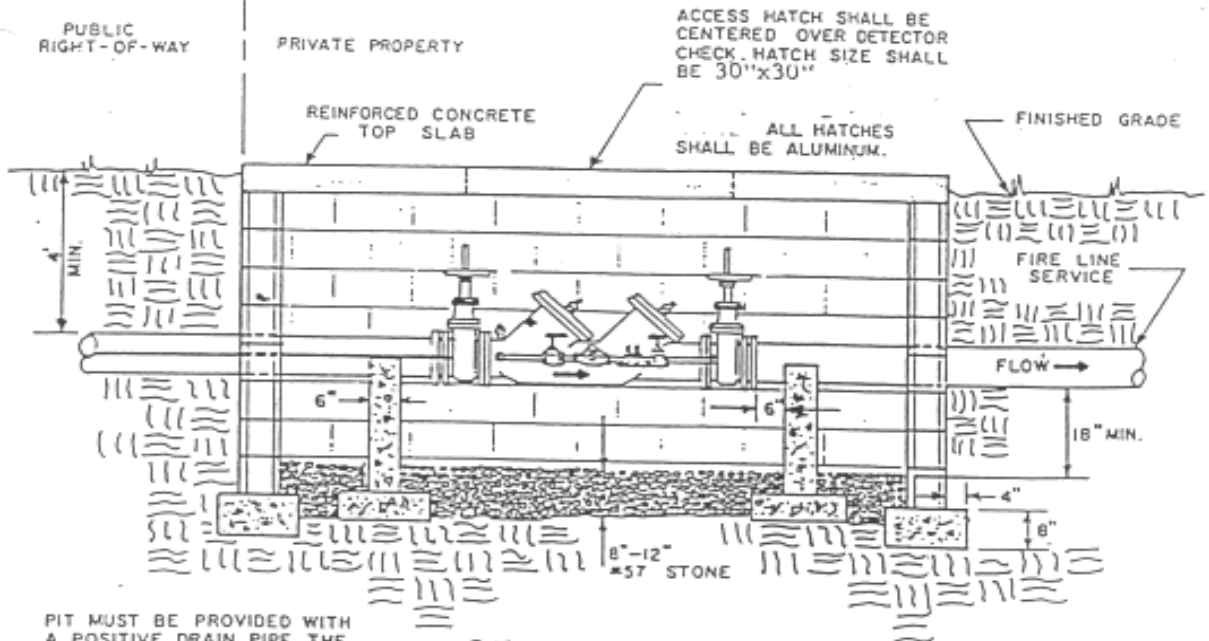 PUBLIC
RIGHT-OF-WAY
PRIVATE PROPERTY
ACCESS HATCH SHALL BE
CENTERED OVER DETECTOR
CHECK. HATCH SIZE SHALL
BE 30"x30"
REINFORCED CONCRETE
TOP SLAB
ALL HATCHES
SHALL BE ALUMINUM.
FINISHED GRADE
4'
MIN.
FIRE LINE
SERVICE
FLOW
6"
6"
18" MIN.
4"
8"
8"-12"
#57 STONE
PIT MUST BE PROVIDED WITH
A POSITIVE DRAIN PIPE THE